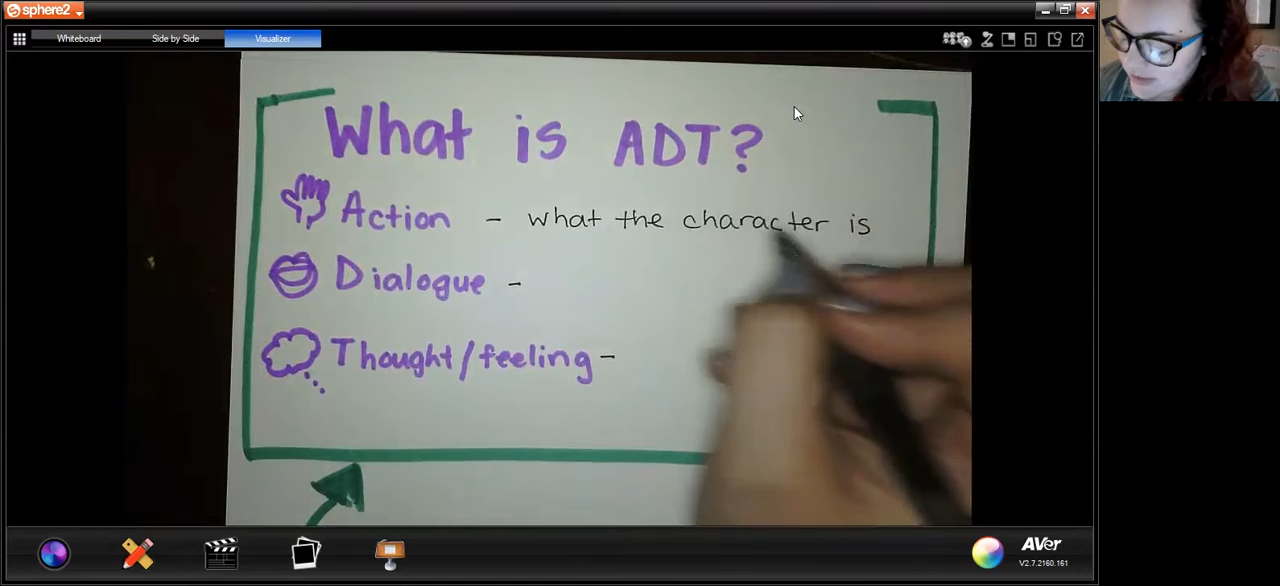 sphere2
Whiteboard Side by Side Visualizer
What is ADT?
Action - what the character is
Dialogue -
Thought/feeling -
AVer
V2.7.2160.161